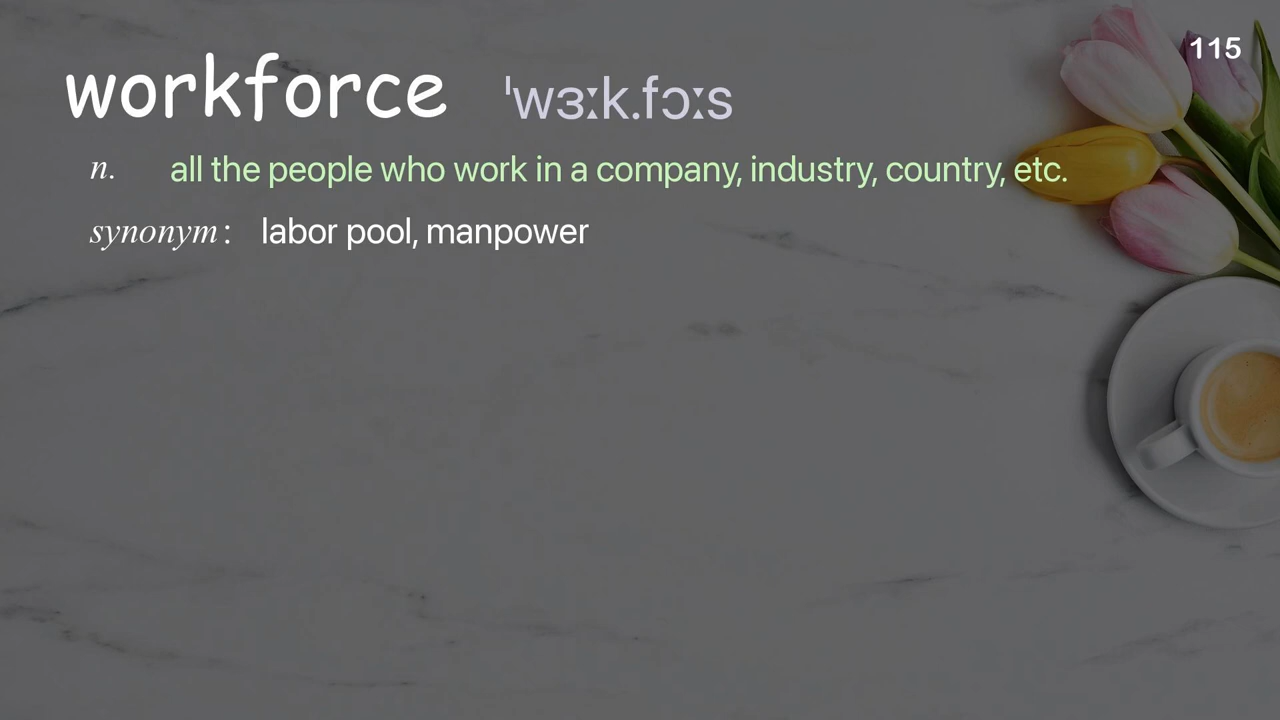 115
workforce ˈwɜːk.fɔːs
n. all the people who work in a company, industry, country, etc.
synonym: labor pool, manpower